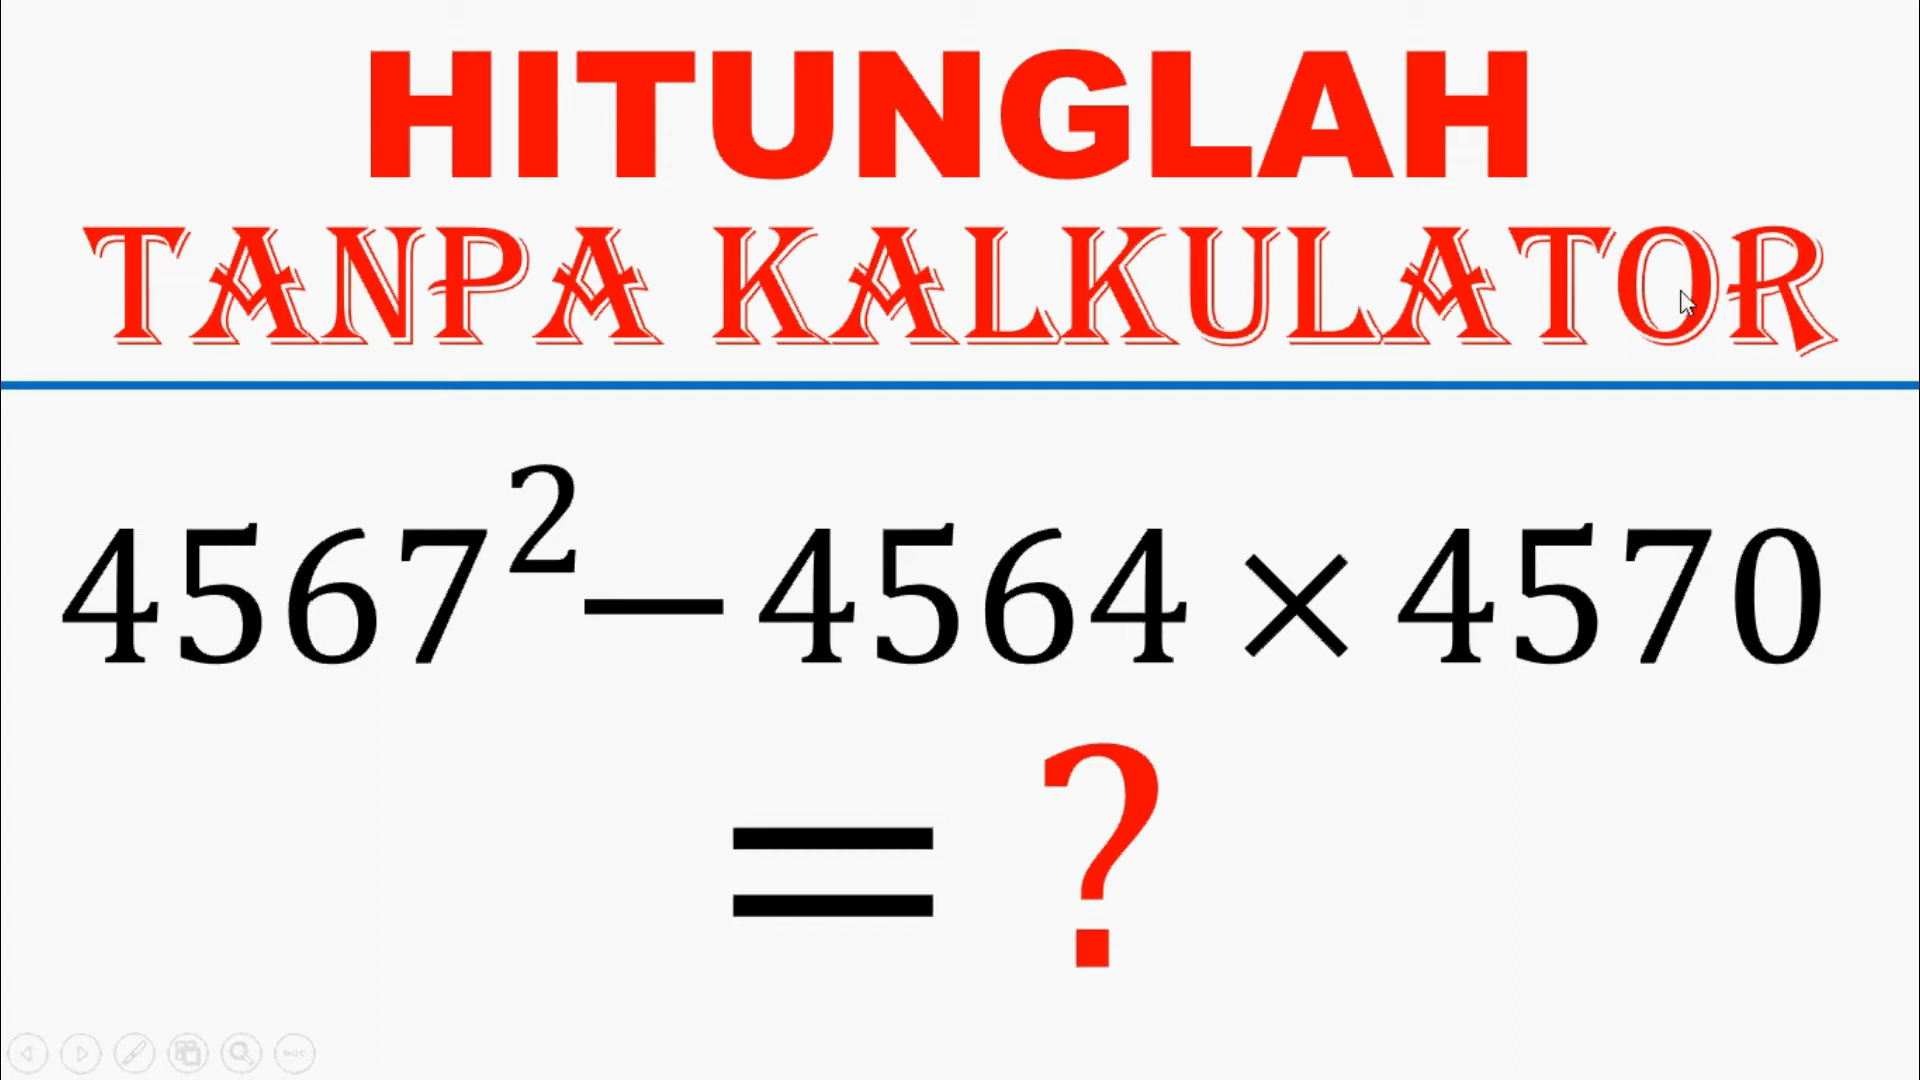 HITUNGLAH
TANPA KALKULATOR
4567² − 4564 × 4570
= ?